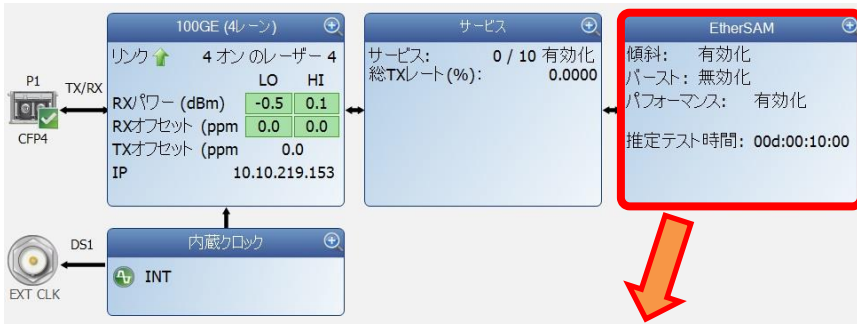 100GE (4レーン)
リンク 4 オン のレーザー 4
LO HI
RXパワー (dBm) -0.5 0.1
RXオフセット (ppm 0.0 0.0
TXオフセット (ppm 0.0
IP 10.10.219.153
サービス
サービス: 0 / 10 有効化
総TXレート(%): 0.0000
EtherSAM
傾斜: 有効化
バースト: 無効化
パフォーマンス: 有効化
推定テスト時間: 00d:00:10:00
P1
TX/RX
CFP4
内蔵クロック
INT
DS1
EXT CLK